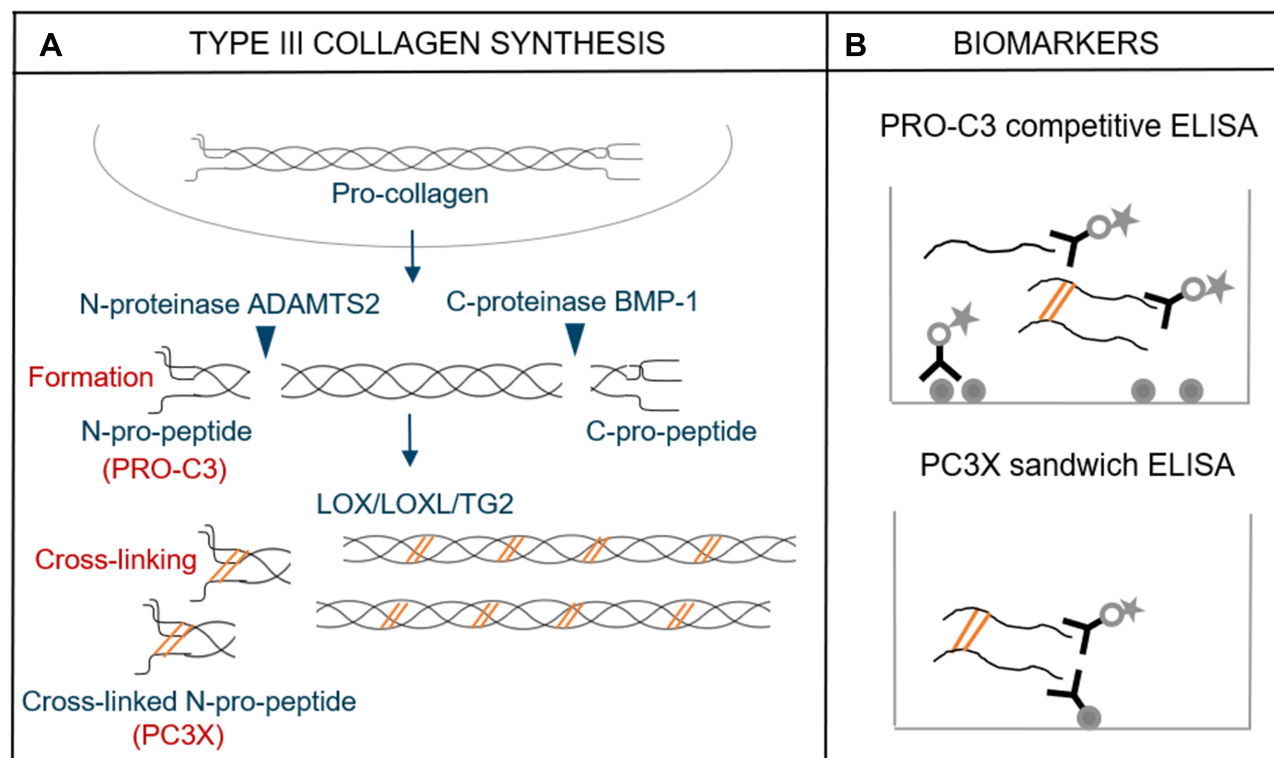 A
TYPE III COLLAGEN SYNTHESIS
B
BIOMARKERS
Pro-collagen
N-proteinase ADAMTS2
C-proteinase BMP-1
Formation
N-pro-peptide
(PRO-C3)
C-pro-peptide
LOX/LOXL/TG2
Cross-linking
Cross-linked N-pro-peptide
(PC3X)
PRO-C3 competitive ELISA
PC3X sandwich ELISA